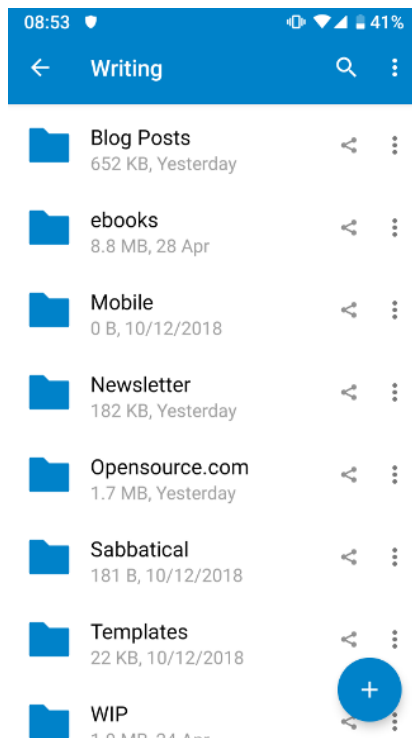 08:53 41%
Writing
Blog Posts
652 KB, Yesterday
ebooks
8.8 MB, 28 Apr
Mobile
0 B, 10/12/2018
Newsletter
182 KB, Yesterday
Opensource.com
1.7 MB, Yesterday
Sabbatical
181 B, 10/12/2018
Templates
22 KB, 10/12/2018
WIP